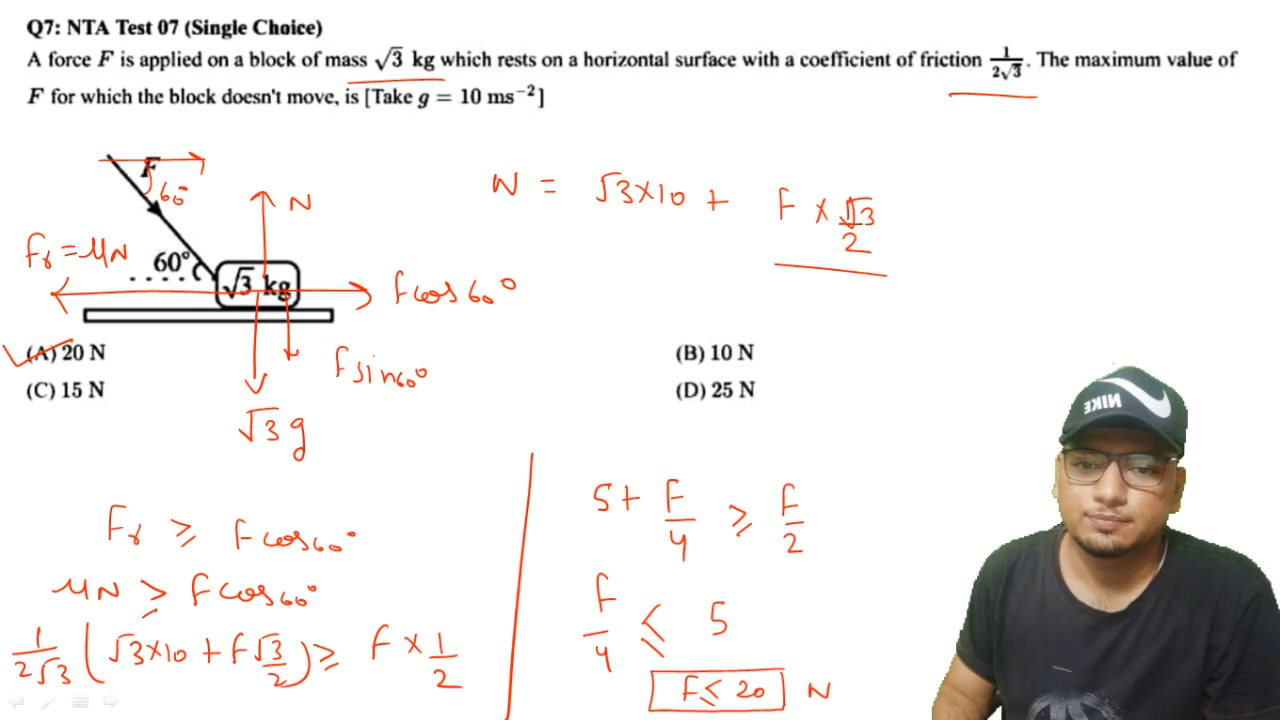 Q7: NTA Test 07 (Single Choice)
A force F is applied on a block of mass √3 kg which rests on a horizontal surface with a coefficient of friction 1/(2√3). The maximum value of
F for which the block doesn't move, is [Take g = 10 ms⁻²]
F
60°
N
N = √3×10 + F × √3/2
Fr = μN
60°
√3 kg
F cos 60°
(A) 20 N
(B) 10 N
F sin 60°
(C) 15 N
(D) 25 N
√3 g
NIKE
Fr ≥ F cos 60°
μN ≥ F cos 60°
1/(2√3) (√3×10 + F√3/2) ≥ F × 1/2
5 + F/4 ≥ F/2
F/4 ≤ 5
F ≤ 20 N